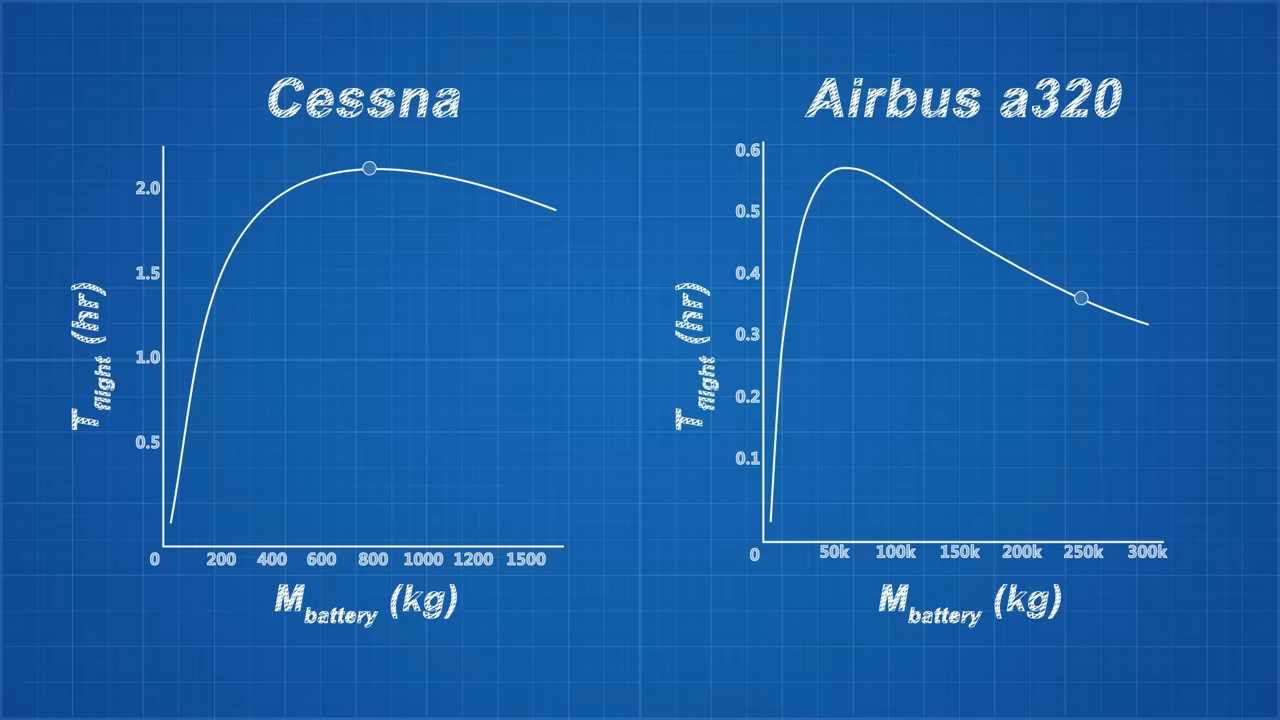 Cessna
2.0
1.5
1.0
0.5
0 200 400 600 800 1000 1200 1500
T flight (hr)
M battery (kg)
Airbus a320
0.6
0.5
0.4
0.3
0.2
0.1
0 50k 100k 150k 200k 250k 300k
T flight (hr)
M battery (kg)